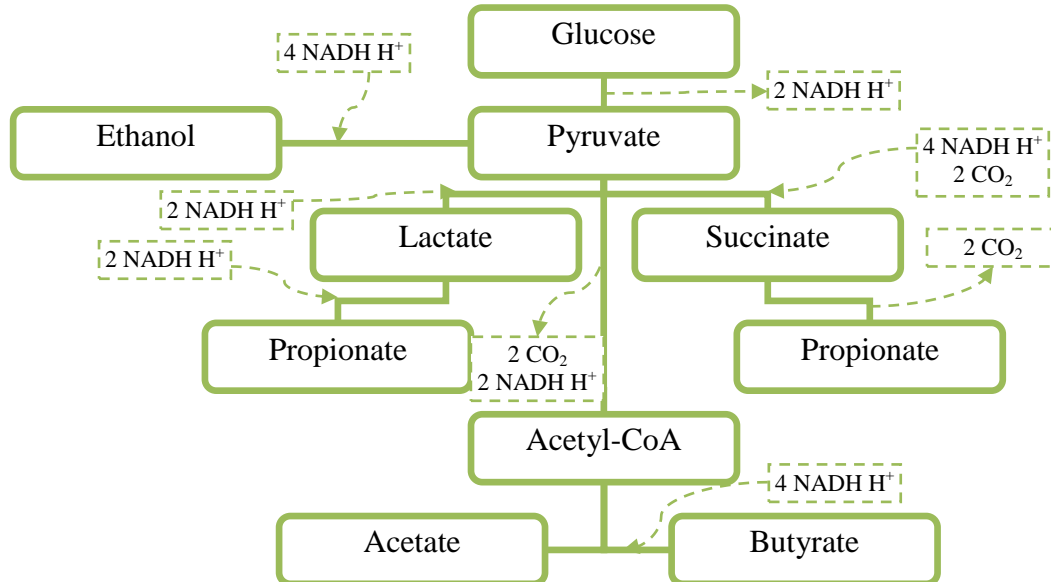 Glucose
4 NADH H⁺
2 NADH H⁺
Ethanol
Pyruvate
4 NADH H⁺
2 CO₂
2 NADH H⁺
Lactate
Succinate
2 NADH H⁺
2 CO₂
Propionate
2 CO₂
2 NADH H⁺
Propionate
Acetyl-CoA
4 NADH H⁺
Acetate
Butyrate